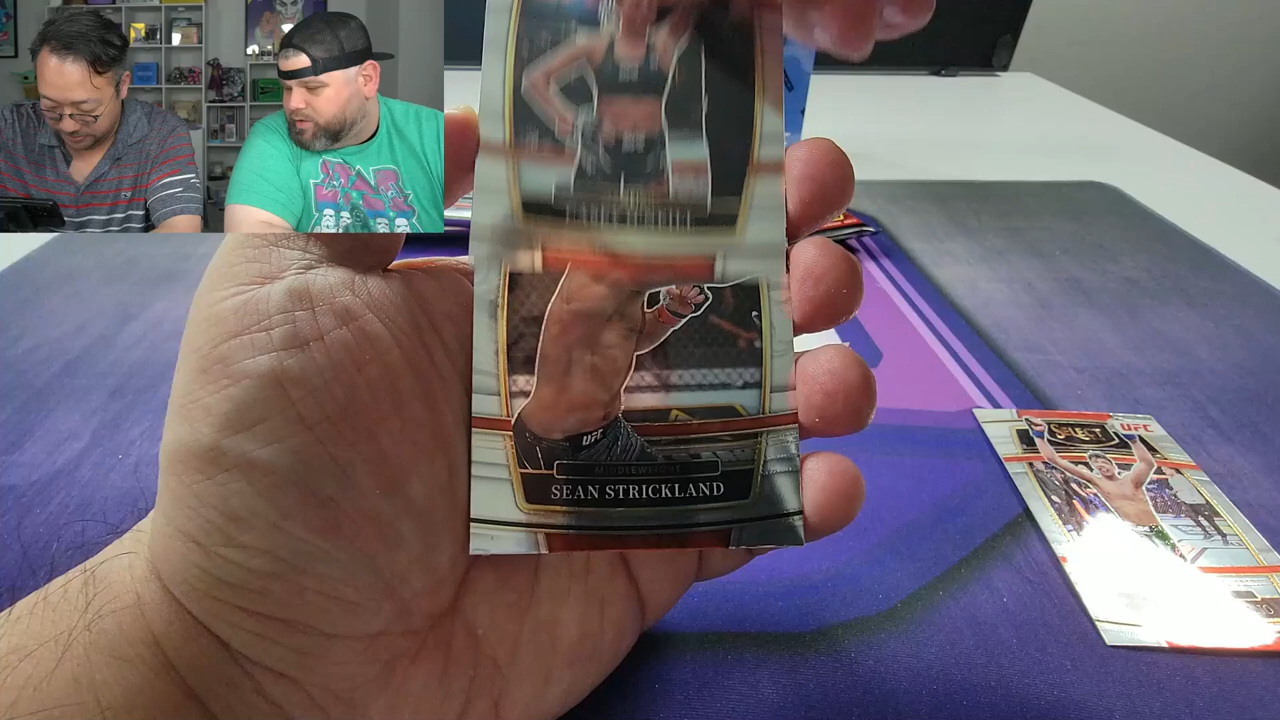 UFC
MIDDLEWEIGHT
SEAN STRICKLAND
SELECT
UFC